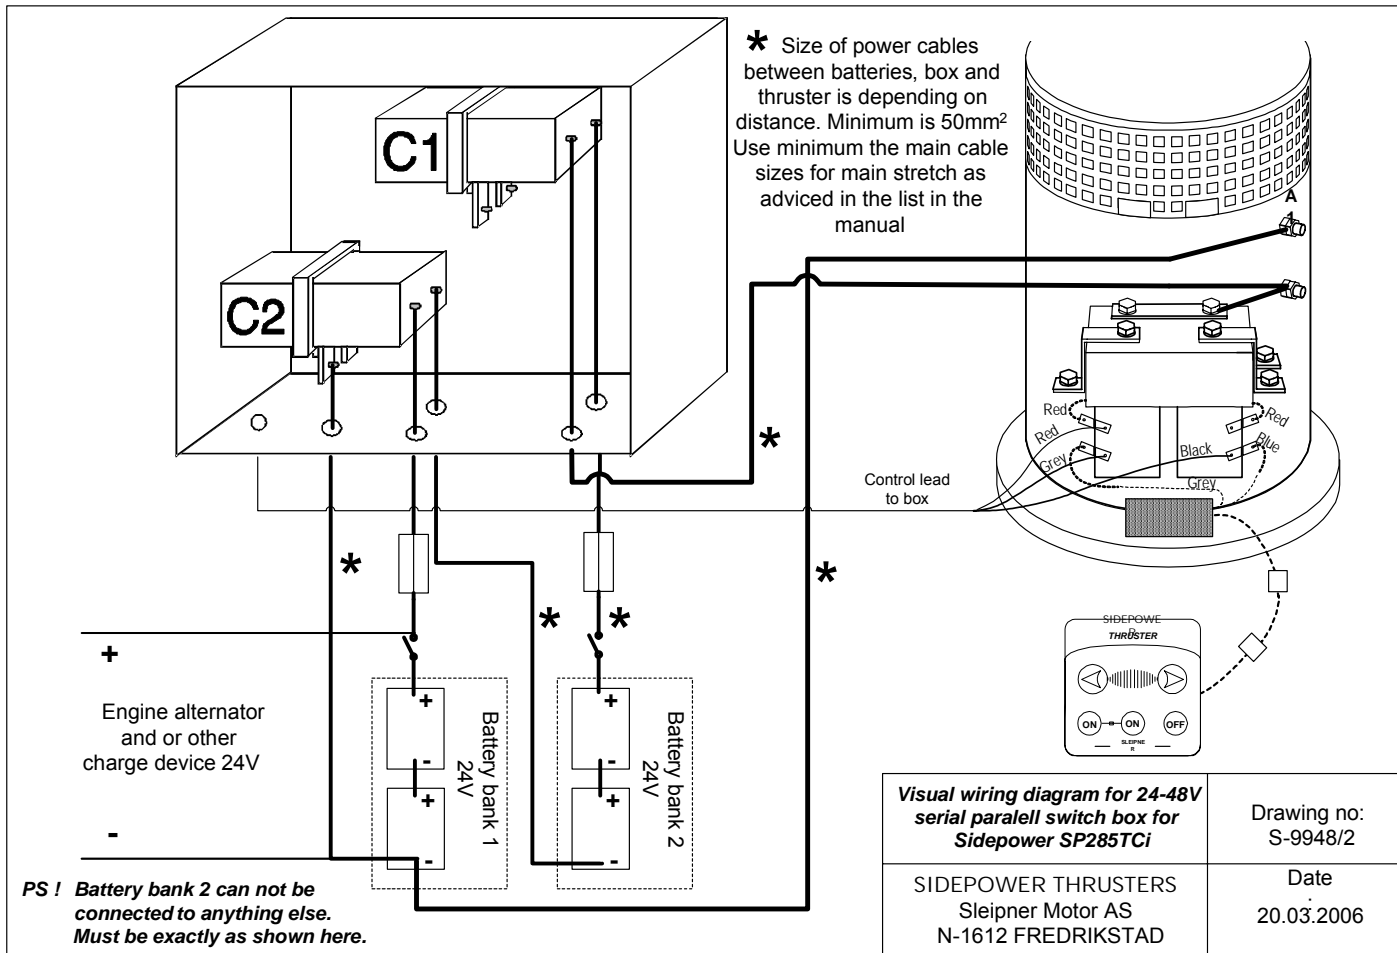 C1
C2
* Size of power cables
between batteries, box and
thruster is depending on
distance. Minimum is 50mm²
Use minimum the main cable
sizes for main stretch as
adviced in the list in the
manual
A
1
Red
Red
Red
Grey
Black
Blue
Grey
Control lead
to box
*
*
*
*
*
+
Engine alternator
and or other
charge device 24V
-
+
-
+
-
Battery bank 1
24V
+
-
+
-
Battery bank 2
24V
SIDEPOWE
R
THRUSTER
ON
ON
OFF
SLEIPNE
R
PS ! Battery bank 2 can not be
connected to anything else.
Must be exactly as shown here.
Visual wiring diagram for 24-48V
serial paralell switch box for
Sidepower SP285TCi
Drawing no:
S-9948/2
SIDEPOWER THRUSTERS
Sleipner Motor AS
N-1612 FREDRIKSTAD
Date
:
20.03.2006